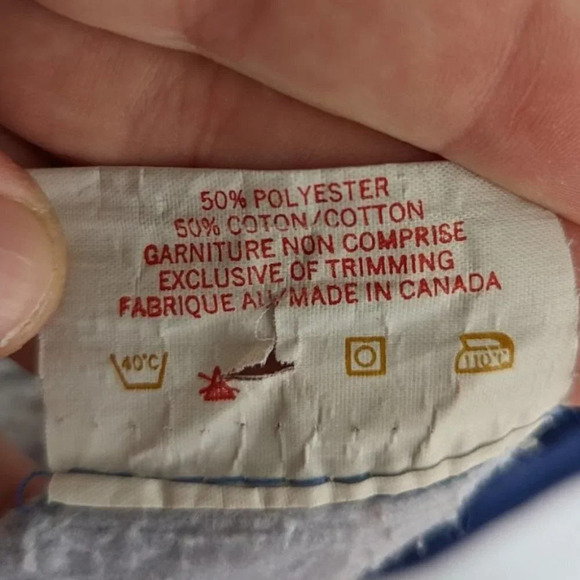 50% POLYESTER
50% COTON/COTTON
GARNITURE NON COMPRISE
EXCLUSIVE OF TRIMMING
FABRIQUE AU/MADE IN CANADA
40°C
110°C